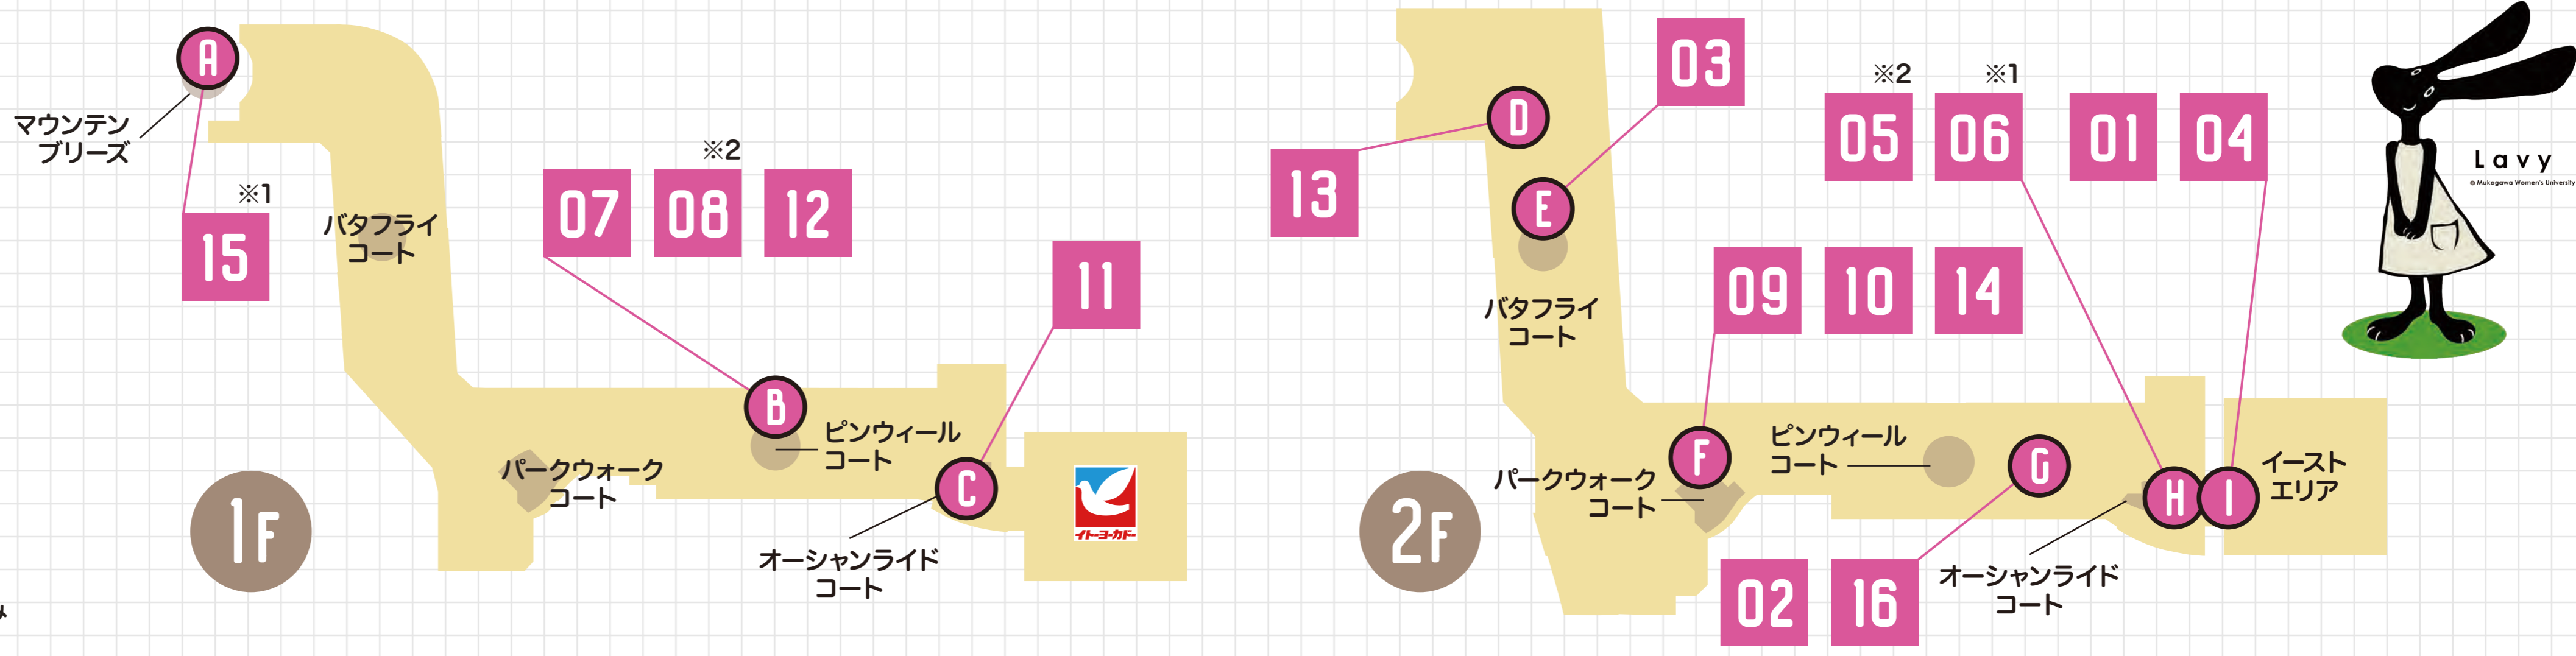 A
マウンテン
ブリーズ
※1
15
バタフライ
コート
※2
07 08 12
11
B
ピンウィール
コート
C
パークウォーク
コート
オーシャンライド
コート
イトーヨーカドー
1F
み
03
D
13
E
バタフライ
コート
※2 ※1
05 06 01 04
09 10 14
F
パークウォーク
コート
ピンウィール
コート
G
H I
イースト
エリア
オーシャンライド
コート
02 16
2F
Lavy
© Mukogawa Women's University